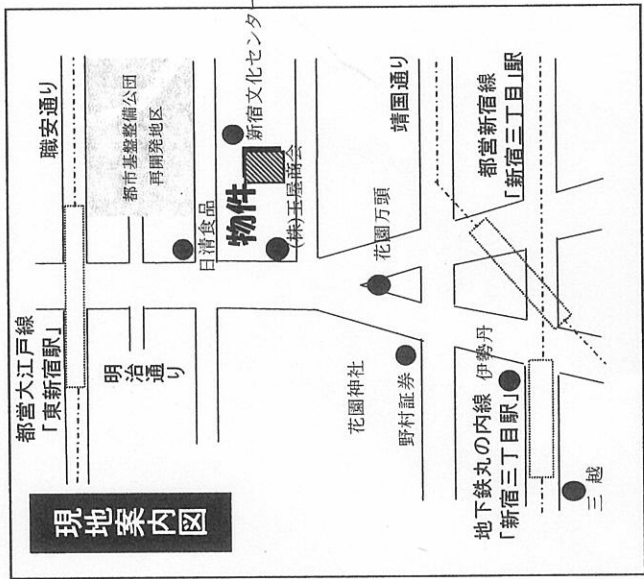 現地案内図
都営大江戸線
「東新宿駅」
職安通り
都市基盤整備公団
再開発地区
明治通り
日清食品
新宿文化センタ
物件
(株)玉屋商会
花園神社
花園万頭
靖国通り
野村証券
伊勢丹
都営新宿線
「新宿三丁目」駅
地下鉄丸の内線
「新宿三丁目駅」
三越